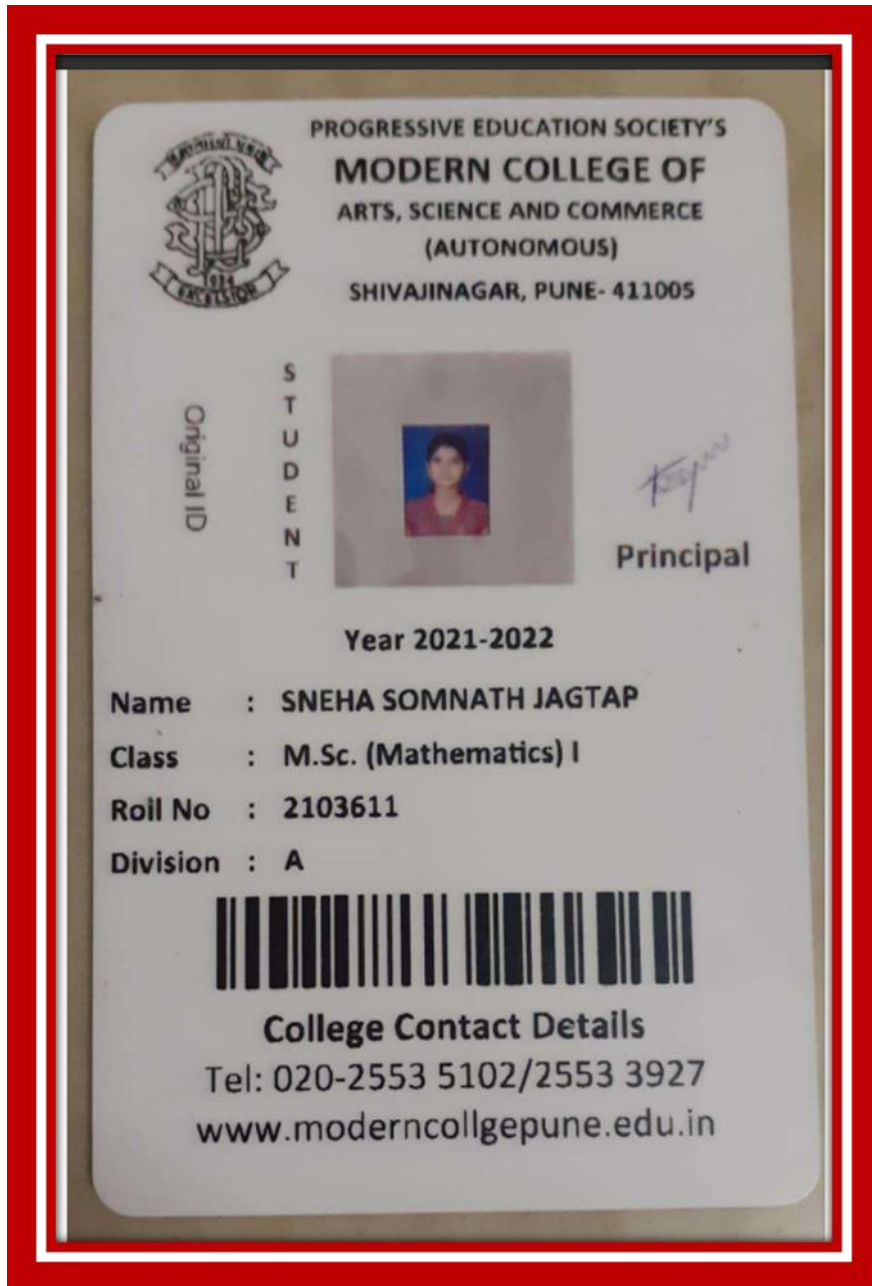 PROGRESSIVE EDUCATION SOCIETY'S
MODERN COLLEGE OF
ARTS, SCIENCE AND COMMERCE
(AUTONOMOUS)
SHIVAJINAGAR, PUNE- 411005
EXCELSIOR
Original ID
STUDENT
Principal
Year 2021-2022
Name : SNEHA SOMNATH JAGTAP
Class : M.Sc. (Mathematics) I
Roil No : 2103611
Division : A
College Contact Details
Tel: 020-2553 5102/2553 3927
www.moderncollgepune.edu.in